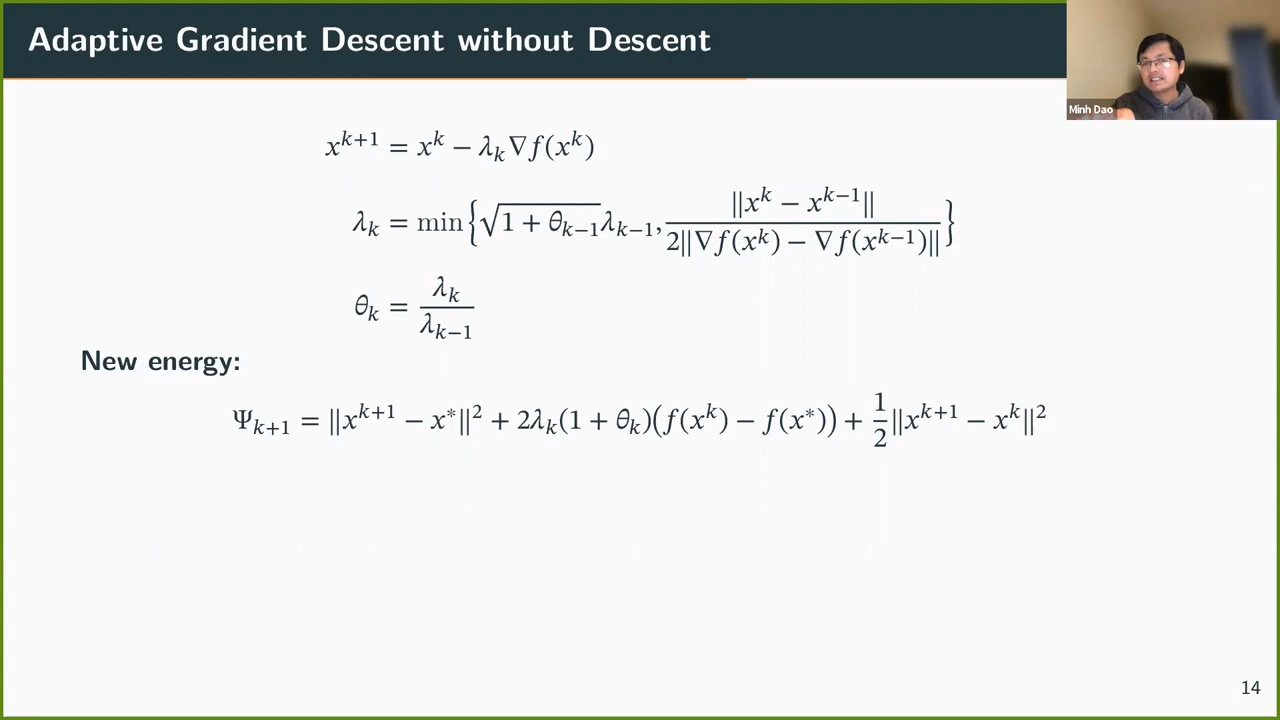 Adaptive Gradient Descent without Descent
Minh Dao
x^{k+1} = x^k − λ_k∇f(x^k)
λ_k = min{√(1 + θ_{k−1})λ_{k−1}, ‖x^k − x^{k−1}‖ / 2‖∇f(x^k) − ∇f(x^{k−1})‖}
θ_k = λ_k / λ_{k−1}
New energy:
Ψ_{k+1} = ‖x^{k+1} − x*‖² + 2λ_k(1 + θ_k)(f(x^k) − f(x*)) + 1/2‖x^{k+1} − x^k‖²
14